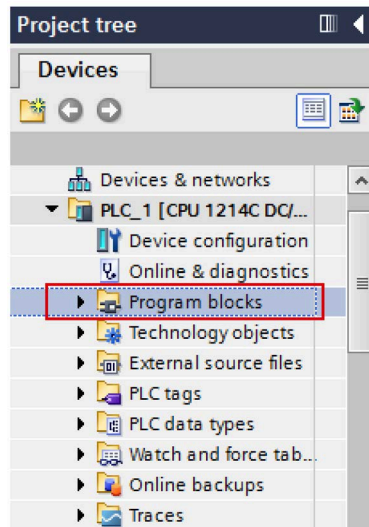 Project tree
Devices
Devices & networks
PLC_1 [CPU 1214C DC/...
Device configuration
Online & diagnostics
Program blocks
Technology objects
External source files
PLC tags
PLC data types
Watch and force tab...
Online backups
Traces